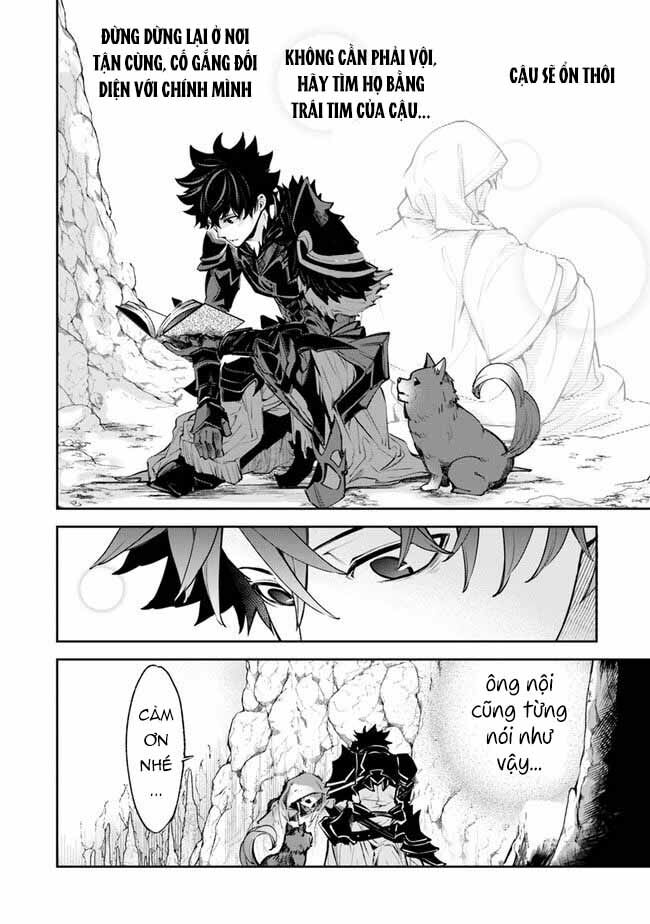 CẬU SẼ ỔN THÔI
KHÔNG CẦN PHẢI VỘI,
HÃY TÌM HỌ BẰNG
TRÁI TIM CỦA CẬU...
ĐỪNG DỪNG LẠI Ở NƠI
TẬN CÙNG, CỐ GẮNG ĐỐI
DIỆN VỚI CHÍNH MÌNH
ông nội
cũng từng
nói như
vậy...
CẢM
ƠN
NHÉ
...